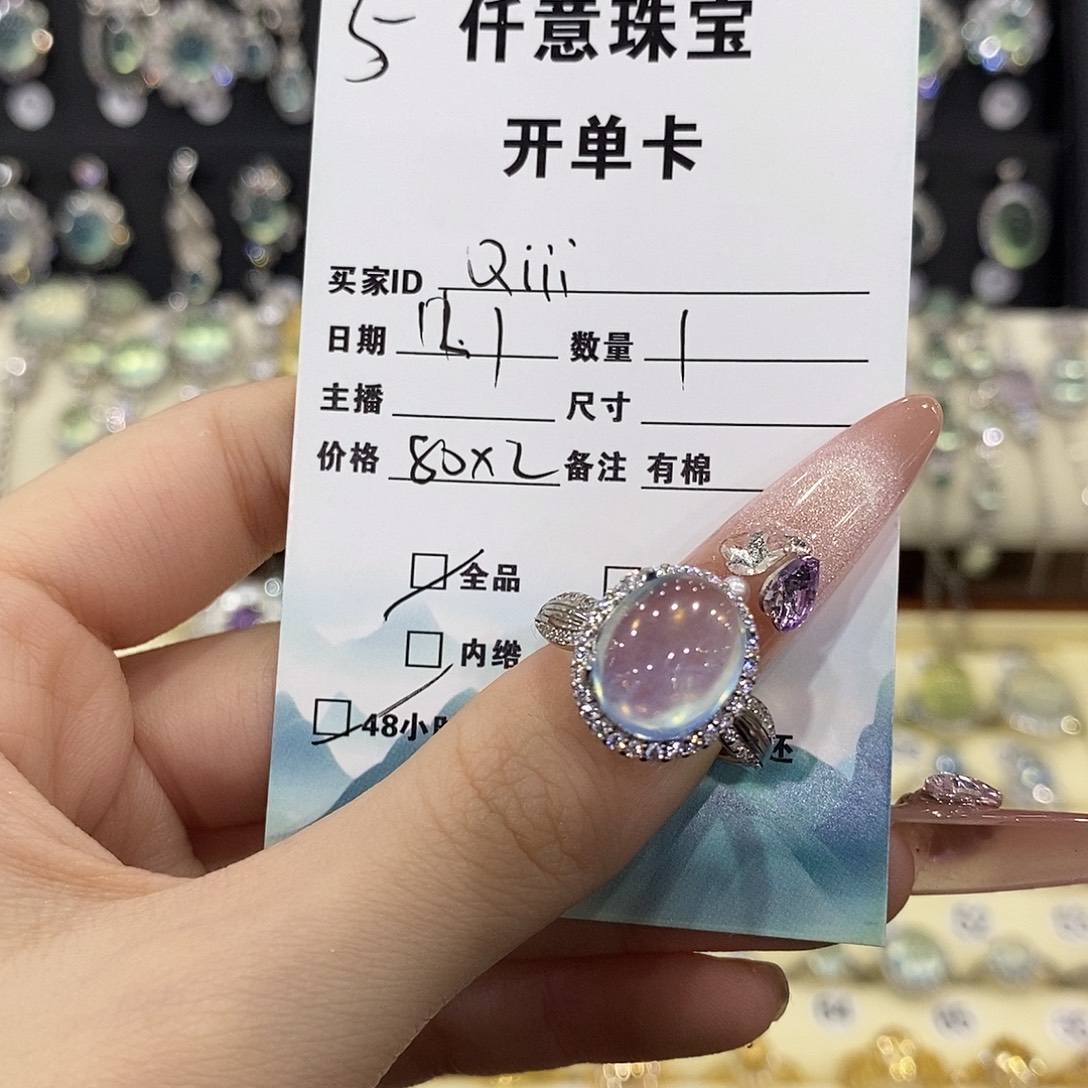 5 仟意珠宝
开单卡
买家ID Qiii
日期 12.1 数量 1
主播 尺寸
价格 80x2 备注 有棉
全品
内绺
48小时 还